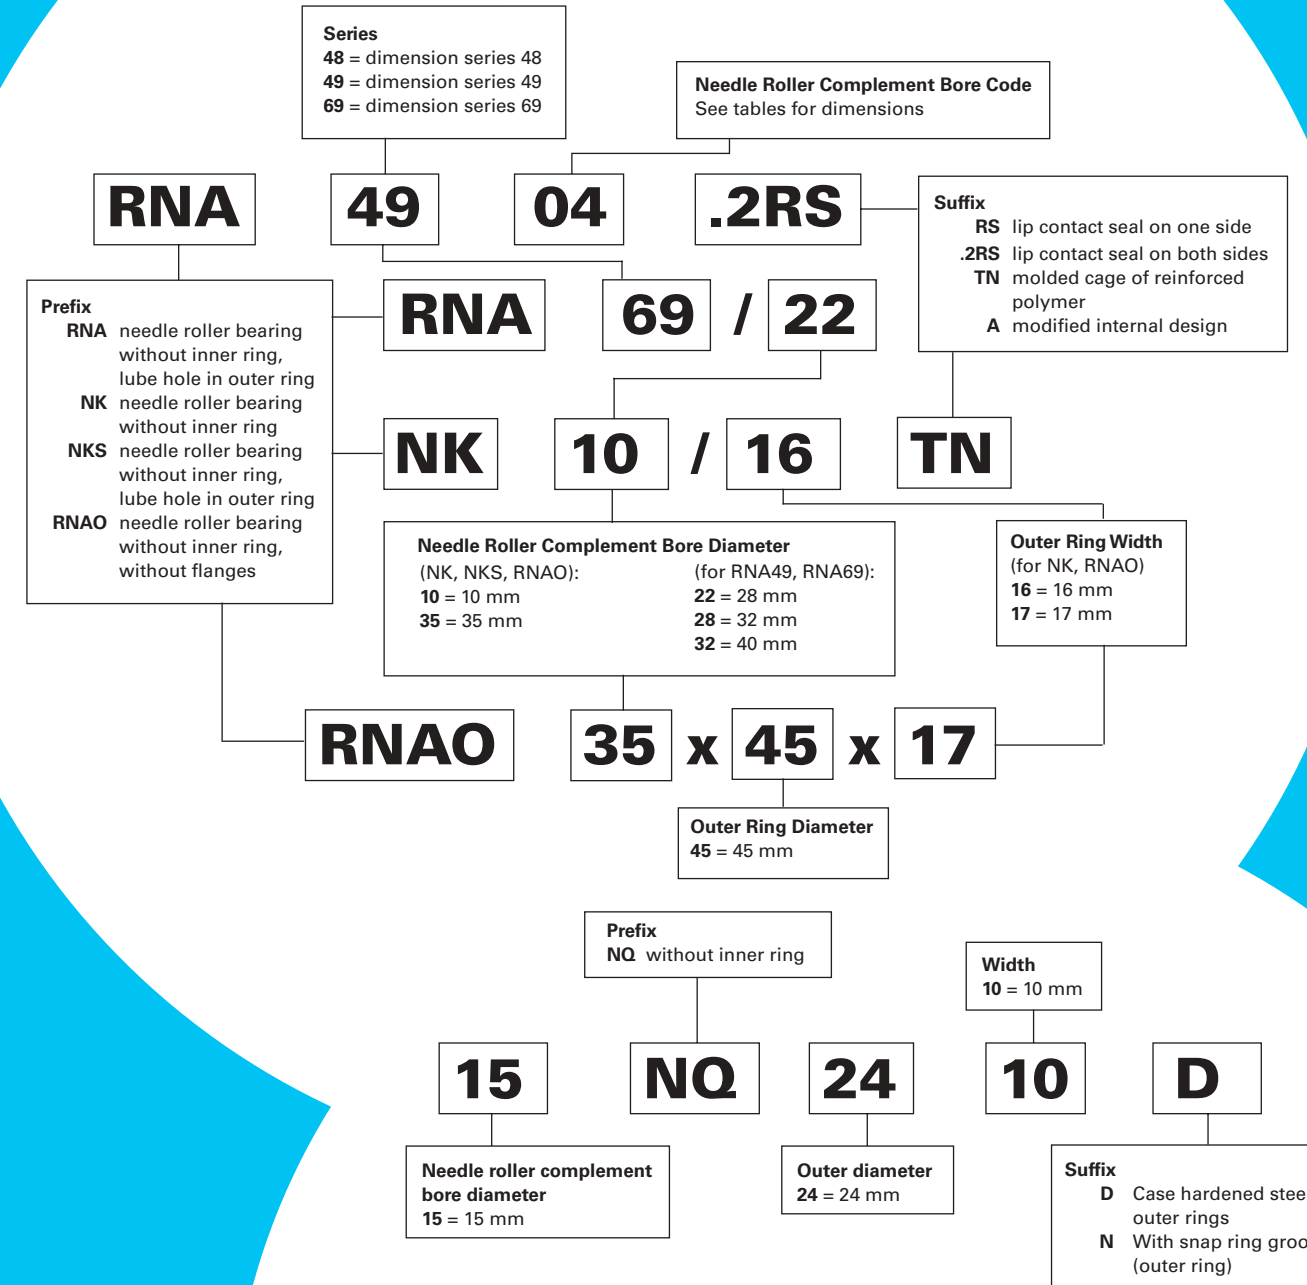 Series
48 = dimension series 48
49 = dimension series 49
69 = dimension series 69
Needle Roller Complement Bore Code
See tables for dimensions
RNA 49 04 .2RS
Suffix
RS lip contact seal on one side
.2RS lip contact seal on both sides
TN molded cage of reinforced
polymer
A modified internal design
Prefix
RNA needle roller bearing
without inner ring,
lube hole in outer ring
NK needle roller bearing
without inner ring
NKS needle roller bearing
without inner ring,
lube hole in outer ring
RNAO needle roller bearing
without inner ring,
without flanges
RNA 69 / 22
NK 10 / 16 TN
Needle Roller Complement Bore Diameter
(NK, NKS, RNAO):
10 = 10 mm
35 = 35 mm
(for RNA49, RNA69):
22 = 28 mm
28 = 32 mm
32 = 40 mm
Outer Ring Width
(for NK, RNAO)
16 = 16 mm
17 = 17 mm
RNAO 35 x 45 x 17
Outer Ring Diameter
45 = 45 mm
Prefix
NQ without inner ring
Width
10 = 10 mm
15 NQ 24 10 D
Needle roller complement
bore diameter
15 = 15 mm
Outer diameter
24 = 24 mm
Suffix
D Case hardened stee
outer rings
N With snap ring groo
(outer ring)